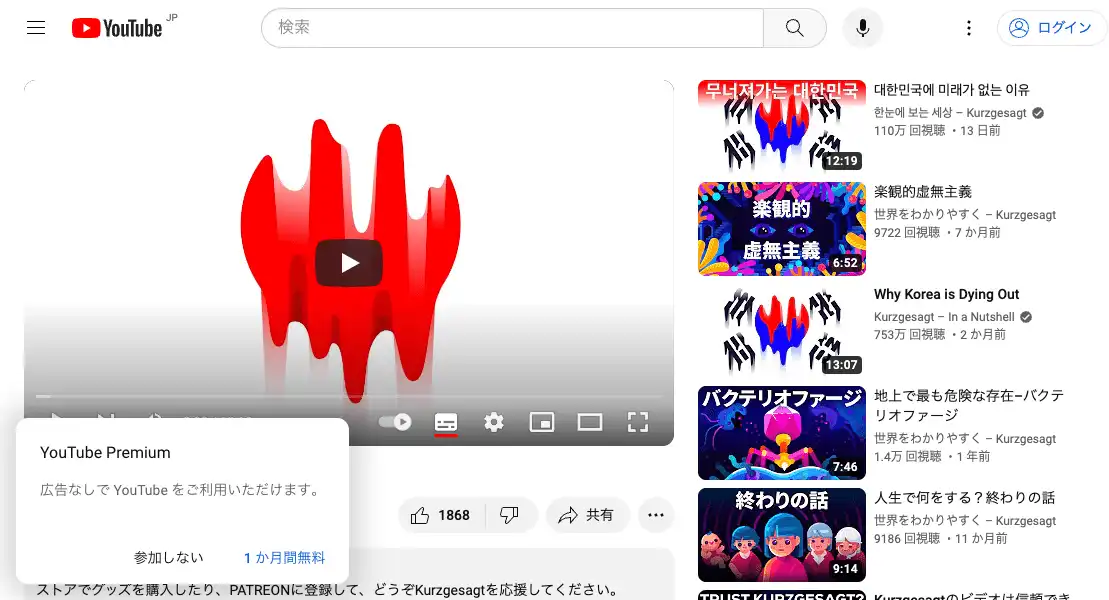 YouTube JP
検索
ログイン
YouTube Premium
広告なしで YouTube をご利用いただけます。
参加しない
1 か月間無料
1868
共有
ストアでグッズを購入したり、PATREONに登録して、どうぞKurzgesagtを応援してください。
무너져가는 대한민국
12:19
대한민국에 미래가 없는 이유
한눈에 보는 세상 – Kurzgesagt
110万 回視聴 ・13 日前
楽観的
虚無主義
6:52
楽観的虚無主義
世界をわかりやすく – Kurzgesagt
9722 回視聴 ・7 か月前
13:07
Why Korea is Dying Out
Kurzgesagt – In a Nutshell
753万 回視聴 ・2 か月前
バクテリオファージ
7:46
地上で最も危険な存在–バクテ
リオファージ
世界をわかりやすく – Kurzgesagt
1.4万 回視聴 ・1 年前
終わりの話
9:14
人生で何をする？終わりの話
世界をわかりやすく – Kurzgesagt
9186 回視聴 ・11 か月前
TRUST KURZGESAGT?
Kurzgesagtのビデオは信頼でき